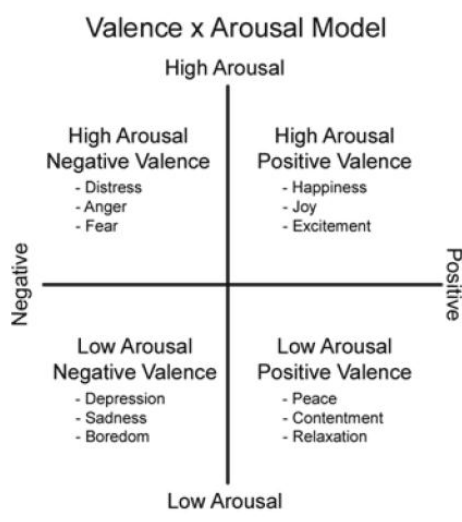 Valence x Arousal Model
High Arousal
High Arousal
Negative Valence
- Distress
- Anger
- Fear
High Arousal
Positive Valence
- Happiness
- Joy
- Excitement
Negative
Positive
Low Arousal
Negative Valence
- Depression
- Sadness
- Boredom
Low Arousal
Positive Valence
- Peace
- Contentment
- Relaxation
Low Arousal